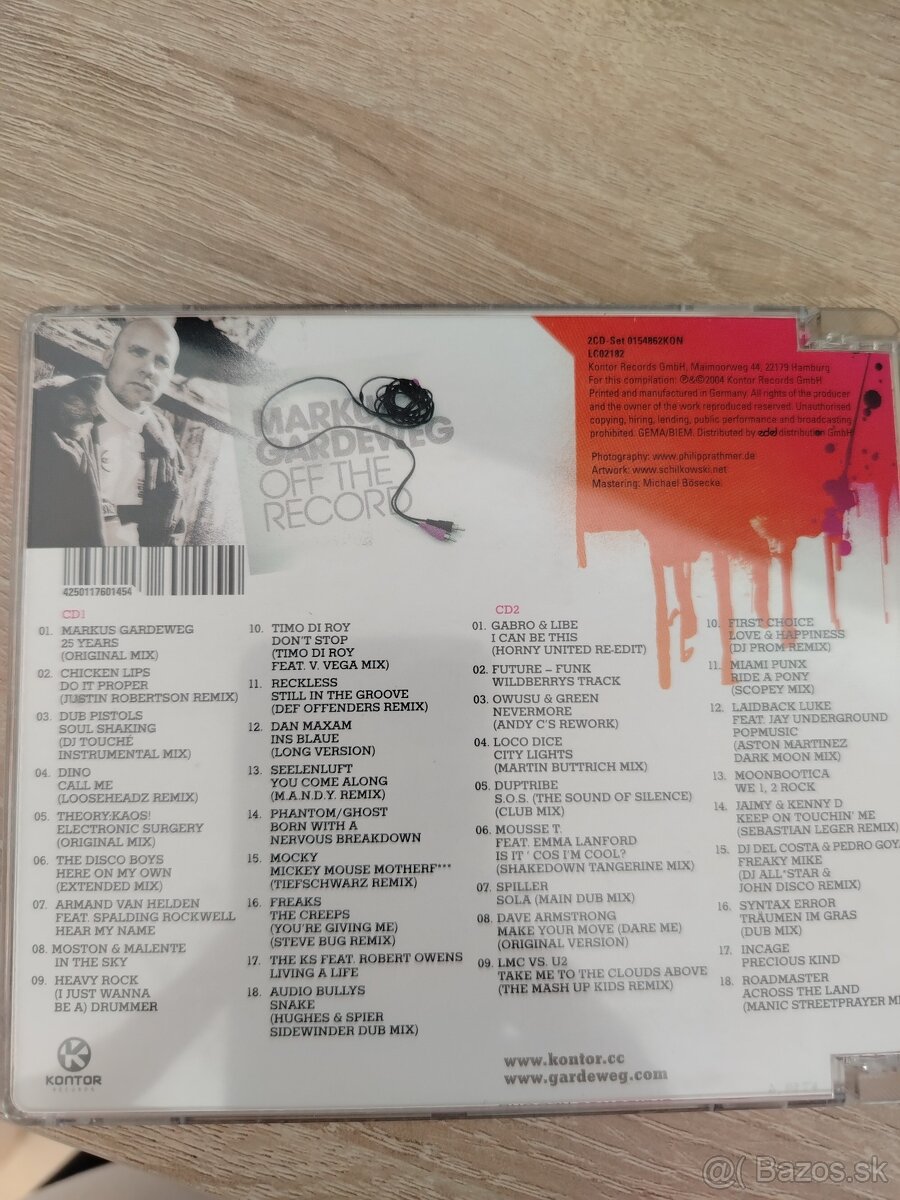 MARKUS
GARDEWEG
OFF THE
RECORD
2CD-Set 0154862KON
LC02182
Kontor Records GmbH, Maimoorweg 44, 22179 Hamburg
For this compilation: ℗&©2004 Kontor Records GmbH
Printed and manufactured in Germany. All rights of the producer
and the owner of the work reproduced reserved. Unauthorised
copying, hiring, lending, public performance and broadcasting
prohibited. GEMA/BIEM. Distributed by edel distribution GmbH
Photography: www.philipprathmer.de
Artwork: www.schilkowski.net
Mastering: Michael Bösecke.
4250117601454
CD1
01. MARKUS GARDEWEG
25 YEARS
(ORIGINAL MIX)
02. CHICKEN LIPS
DO IT PROPER
(JUSTIN ROBERTSON REMIX)
03. DUB PISTOLS
SOUL SHAKING
(DJ TOUCHÉ
INSTRUMENTAL MIX)
04. DINO
CALL ME
(LOOSEHEADZ REMIX)
05. THEORY:KAOS!
ELECTRONIC SURGERY
(ORIGINAL MIX)
06. THE DISCO BOYS
HERE ON MY OWN
(EXTENDED MIX)
07. ARMAND VAN HELDEN
FEAT. SPALDING ROCKWELL
HEAR MY NAME
08. MOSTON & MALENTE
IN THE SKY
09. HEAVY ROCK
(I JUST WANNA
BE A) DRUMMER
10. TIMO DI ROY
DON'T STOP
(TIMO DI ROY
FEAT. V. VEGA MIX)
11. RECKLESS
STILL IN THE GROOVE
(DEF OFFENDERS REMIX)
12. DAN MAXAM
INS BLAUE
(LONG VERSION)
13. SEELENLUFT
YOU COME ALONG
(M.A.N.D.Y. REMIX)
14. PHANTOM/GHOST
BORN WITH A
NERVOUS BREAKDOWN
15. MOCKY
MICKEY MOUSE MOTHERF***
(TIEFSCHWARZ REMIX)
16. FREAKS
THE CREEPS
(YOU'RE GIVING ME)
(STEVE BUG REMIX)
17. THE KS FEAT. ROBERT OWENS
LIVING A LIFE
18. AUDIO BULLYS
SNAKE
(HUGHES & SPIER
SIDEWINDER DUB MIX)
CD2
01. GABRO & LIBE
I CAN BE THIS
(HORNY UNITED RE-EDIT)
02. FUTURE – FUNK
WILDBERRYS TRACK
03. OWUSU & GREEN
NEVERMORE
(ANDY C'S REWORK)
04. LOCO DICE
CITY LIGHTS
(MARTIN BUTTRICH MIX)
05. DUPTRIBE
S.O.S. (THE SOUND OF SILENCE)
(CLUB MIX)
06. MOUSSE T.
FEAT. EMMA LANFORD
IS IT ' COS I'M COOL?
(SHAKEDOWN TANGERINE MIX)
07. SPILLER
SOLA (MAIN DUB MIX)
08. DAVE ARMSTRONG
MAKE YOUR MOVE (DARE ME)
(ORIGINAL VERSION)
09. LMC VS. U2
TAKE ME TO THE CLOUDS ABOVE
(THE MASH UP KIDS REMIX)
10. FIRST CHOICE
LOVE & HAPPINESS
(DJ PROM REMIX)
11. MIAMI PUNX
RIDE A PONY
(SCOPEY MIX)
12. LAIDBACK LUKE
FEAT. JAY UNDERGROUND
POPMUSIC
(ASTON MARTINEZ
DARK MOON MIX)
13. MOONBOOTICA
WE 1, 2 ROCK
14. JAIMY & KENNY D
KEEP ON TOUCHIN' ME
(SEBASTIAN LEGER REMIX)
15. DJ DEL COSTA & PEDRO GOY
FREAKY MIKE
(DJ ALL*STAR &
JOHN DISCO REMIX)
16. SYNTAX ERROR
TRÄUMEN IM GRAS
(DUB MIX)
17. INCAGE
PRECIOUS KIND
18. ROADMASTER
ACROSS THE LAND
(MANIC STREETPRAYER M
K
KONTOR
RECORDS
www.kontor.cc
www.gardeweg.com
@( Bazos.sk